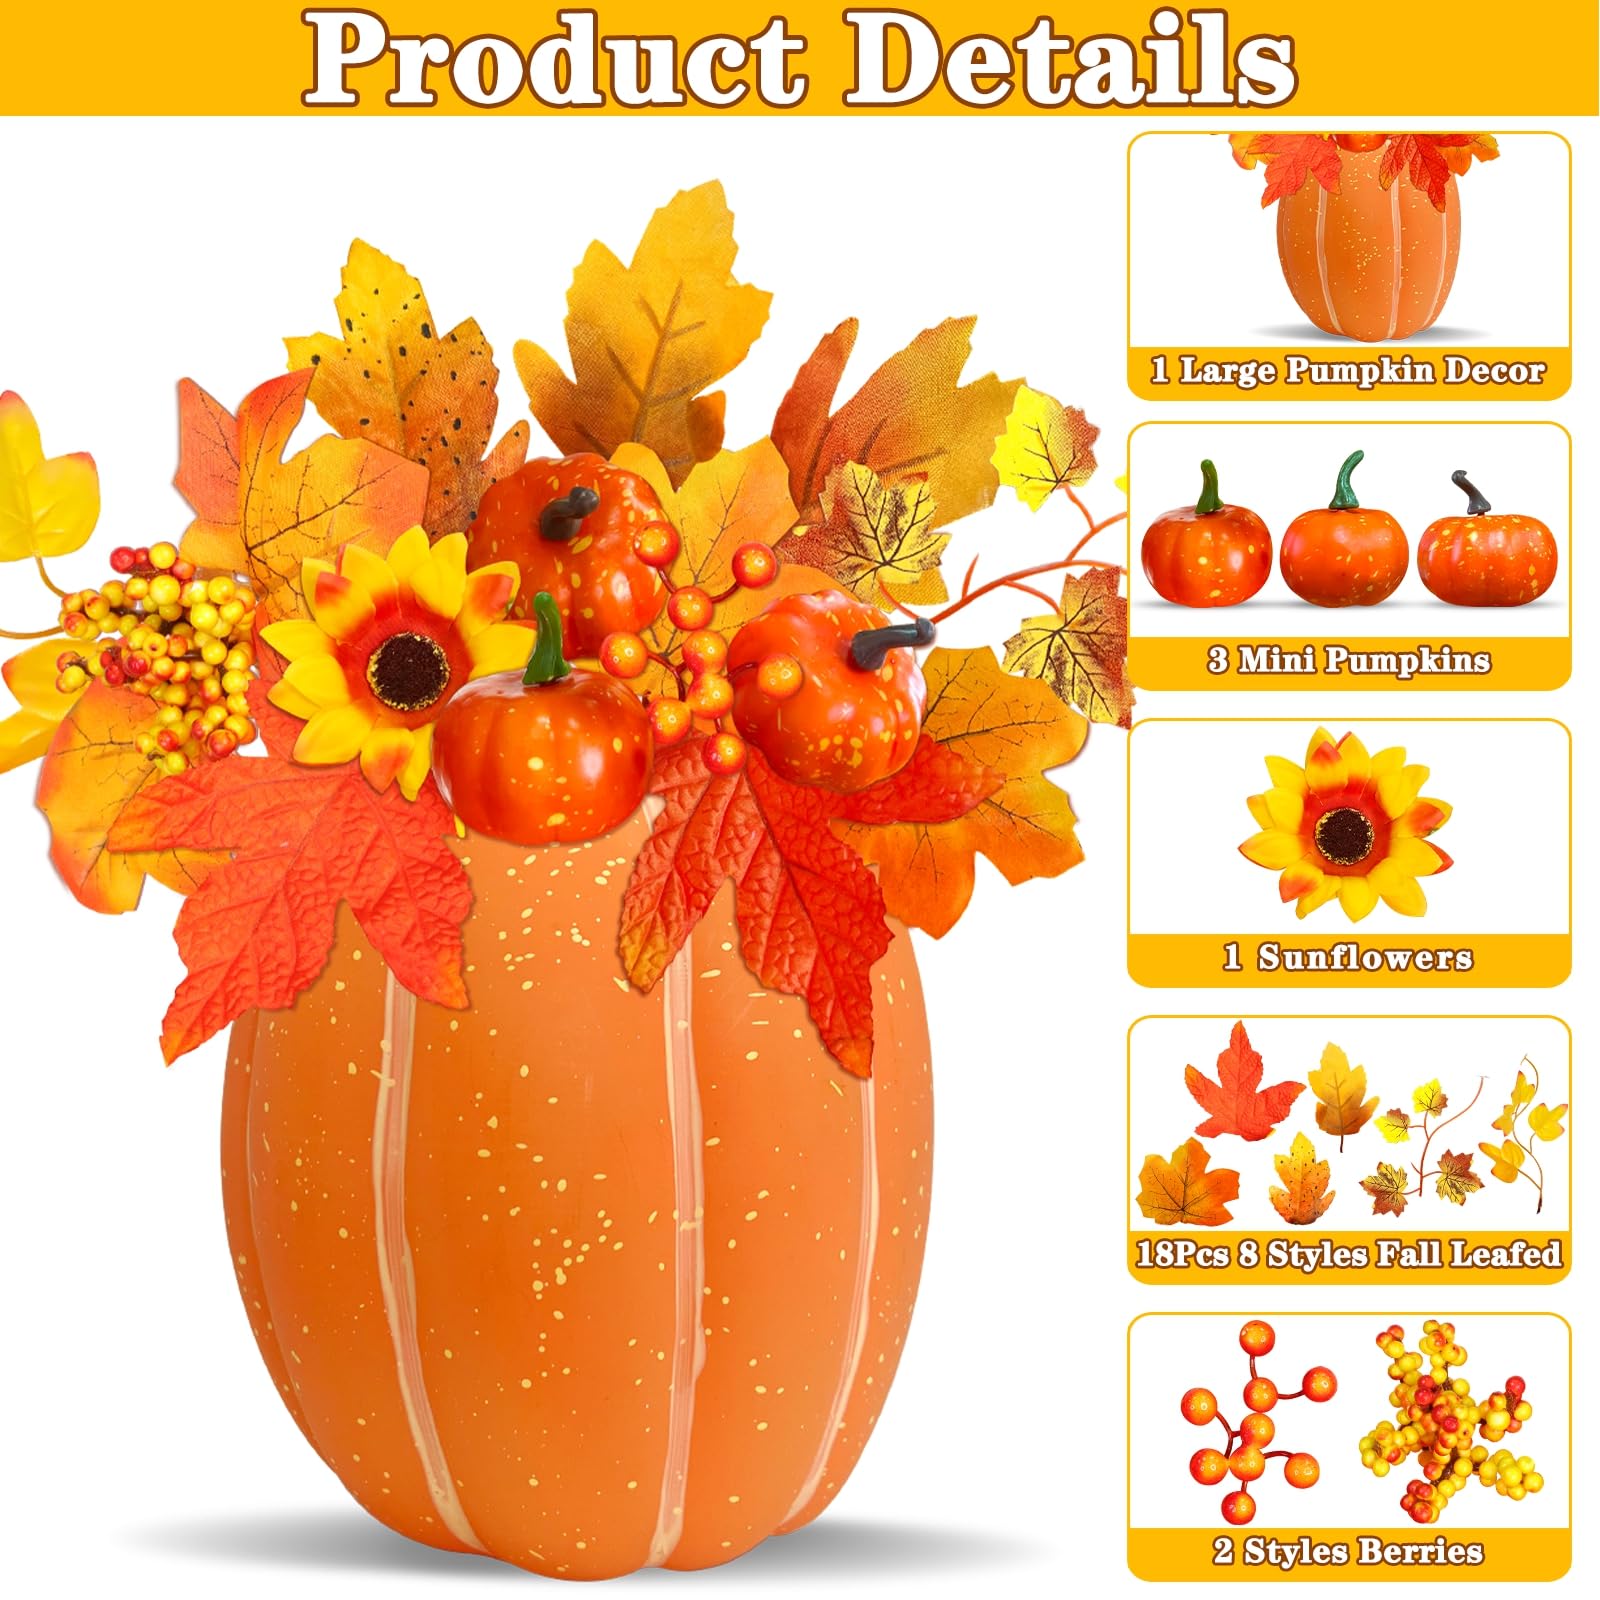 Product Details
1 Large Pumpkin Decor
3 Mini Pumpkins
1 Sunflowers
18Pcs 8 Styles Fall Leafed
2 Styles Berries